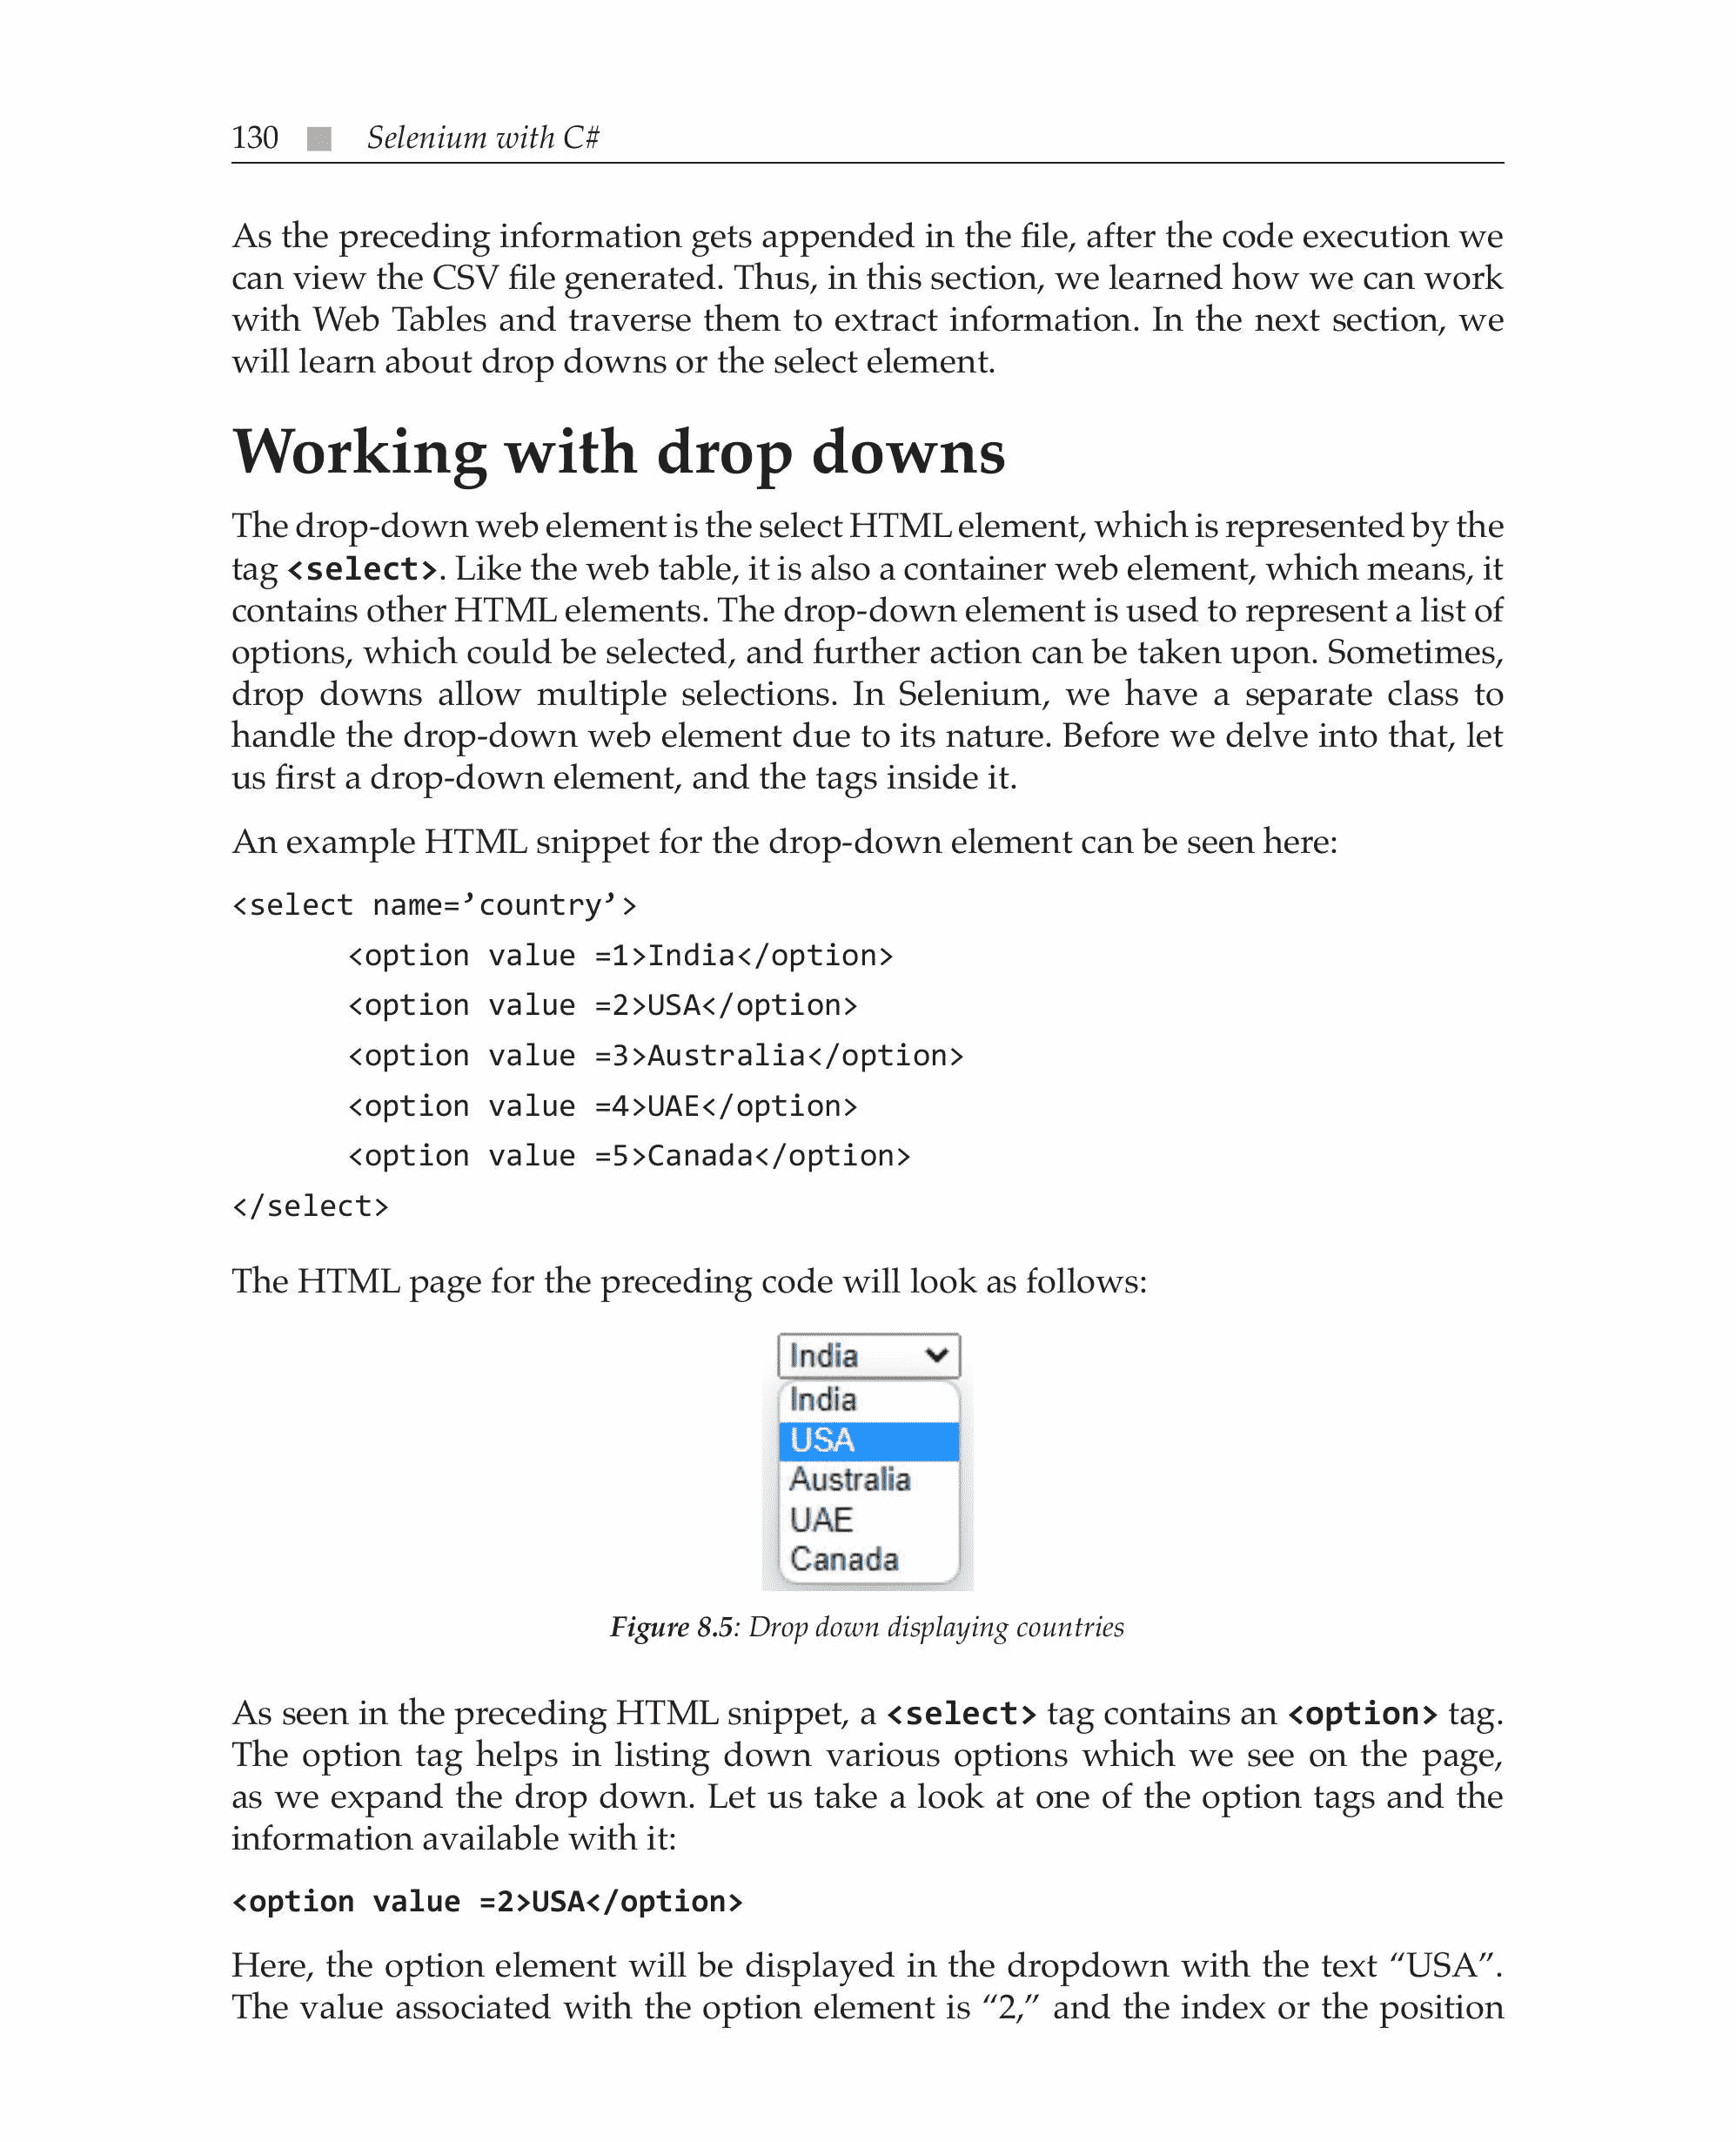 130 Selenium with C#
As the preceding information gets appended in the file, after the code execution we
can view the CSV file generated. Thus, in this section, we learned how we can work
with Web Tables and traverse them to extract information. In the next section, we
will learn about drop downs or the select element.
Working with drop downs
The drop-down web element is the select HTML element, which is represented by the
tag <select>. Like the web table, it is also a container web element, which means, it
contains other HTML elements. The drop-down element is used to represent a list of
options, which could be selected, and further action can be taken upon. Sometimes,
drop downs allow multiple selections. In Selenium, we have a separate class to
handle the drop-down web element due to its nature. Before we delve into that, let
us first a drop-down element, and the tags inside it.
An example HTML snippet for the drop-down element can be seen here:
<select name=’country’>
<option value =1>India</option>
<option value =2>USA</option>
<option value =3>Australia</option>
<option value =4>UAE</option>
<option value =5>Canada</option>
</select>
The HTML page for the preceding code will look as follows:
India
India
USA
Australia
UAE
Canada
Figure 8.5: Drop down displaying countries
As seen in the preceding HTML snippet, a <select> tag contains an <option> tag.
The option tag helps in listing down various options which we see on the page,
as we expand the drop down. Let us take a look at one of the option tags and the
information available with it:
<option value =2>USA</option>
Here, the option element will be displayed in the dropdown with the text “USA”.
The value associated with the option element is “2,” and the index or the position